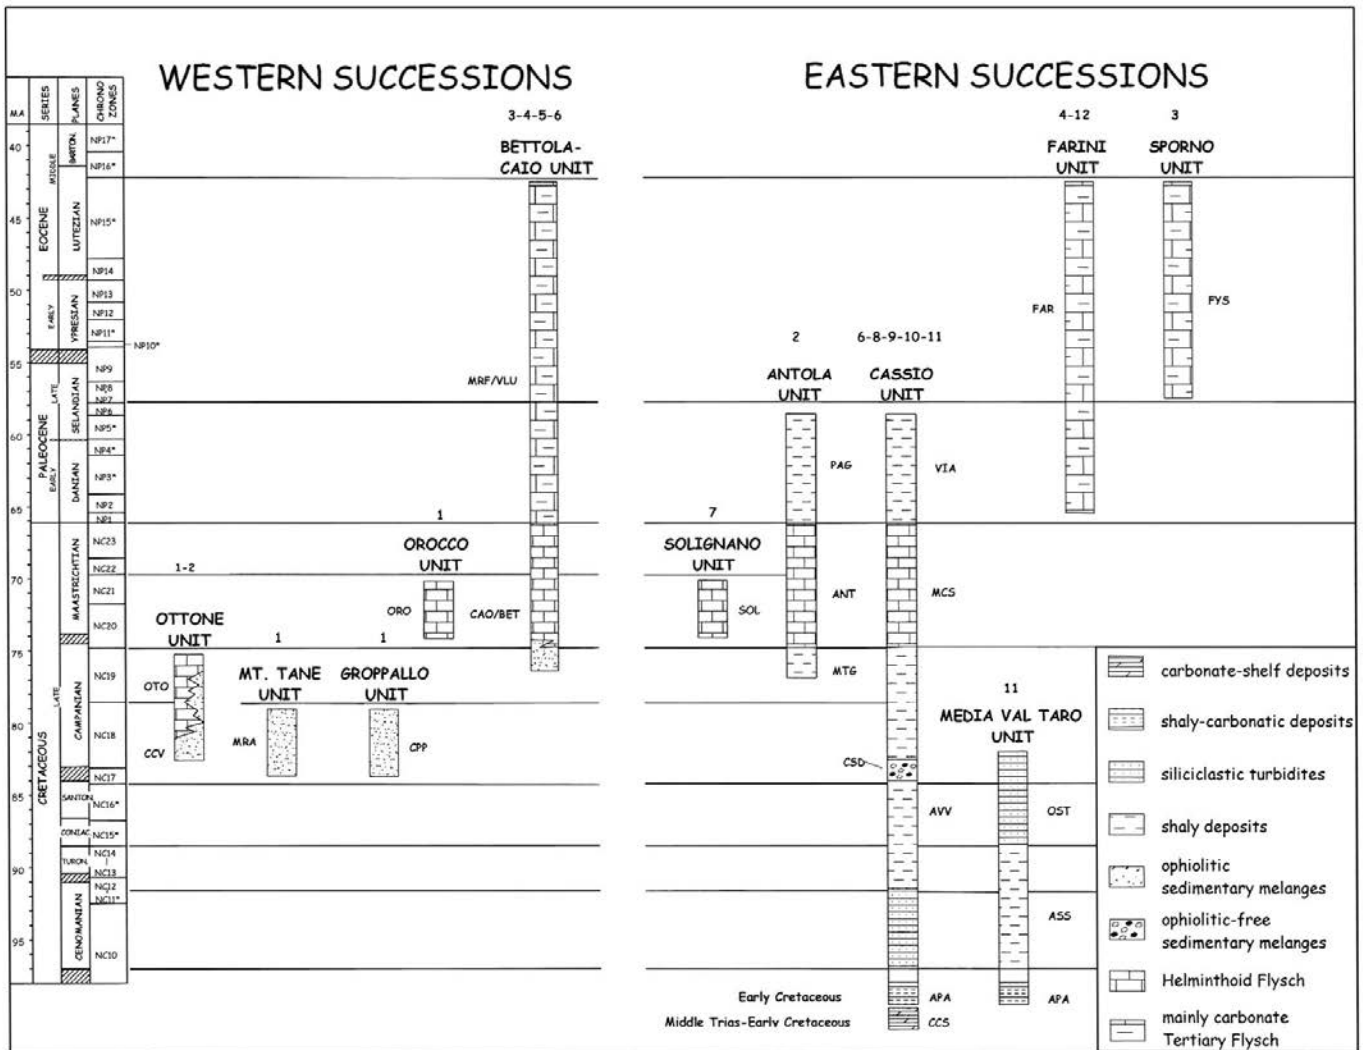 WESTERN SUCCESSIONS
EASTERN SUCCESSIONS
M.A
SERIES
PLANES
CHRONO
ZONES
40
45
50
55
60
65
70
75
80
85
90
95
MIDDLE
EOCENE
EARLY
LATE
PALEOCENE
EARLY
LATE
CRETACEOUS
BARTON.
LUTEZIAN
YPRESIAN
SELANDIAN
DANIAN
MAASTRICHTIAN
CAMPANIAN
SANTON.
CONIAC.
TURON.
CENOMANIAN
NP17*
NP16*
NP15*
NP14
NP13
NP12
NP11*
NP10*
NP9
NP8
NP7
NP6
NP5*
NP4*
NP3*
NP2
NP1
NC23
NC22
NC21
NC20
NC19
NC18
NC17
NC16*
NC15*
NC14
NC13
NC12
NC11*
NC10
3-4-5-6
BETTOLA-
CAIO UNIT
MRF/VLU
CAO/BET
1
OROCCO
UNIT
ORO
1-2
OTTONE
UNIT
OTO
CCV
1
MT. TANE
UNIT
MRA
1
GROPPALLO
UNIT
CPP
4-12
FARINI
UNIT
FAR
3
SPORNO
UNIT
FYS
2
ANTOLA
UNIT
PAG
ANT
MTG
6-8-9-10-11
CASSIO
UNIT
VIA
MCS
CSD
AVV
APA
CCS
7
SOLIGNANO
UNIT
SOL
11
MEDIA VAL TARO
UNIT
OST
ASS
APA
Early Cretaceous
Middle Trias-Early Cretaceous
carbonate-shelf deposits
shaly-carbonatic deposits
siliciclastic turbidites
shaly deposits
ophiolitic
sedimentary melanges
ophiolitic-free
sedimentary melanges
Helminthoid Flysch
mainly carbonate
Tertiary Flysch